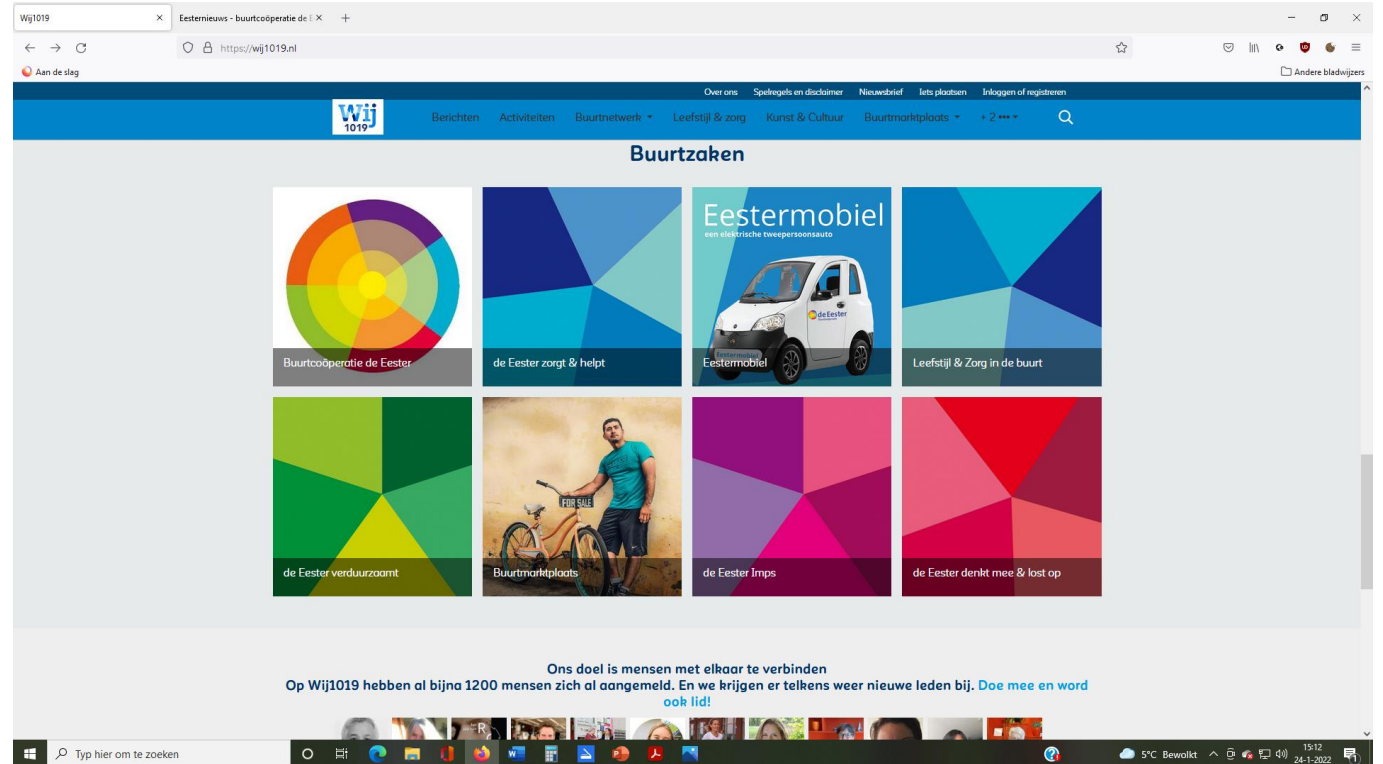 Wij1019
Eesternieuws - buurtcoöperatie de E
https://wij1019.nl
Aan de slag
Andere bladwijzers
Over ons Spelregels en disclaimer Nieuwsbrief Iets plaatsen Inloggen of registreren
Wij
1019
Berichten Activiteiten Buurtnetwerk Leefstijl & zorg Kunst & Cultuur Buurtmarktplaats + 2 •••
Buurtzaken
Buurtcoöperatie de Eester
de Eester zorgt & helpt
Eestermobiel
een elektrische tweepersoonsauto
de Eester
Eestermobiel
Eestermobiel
Leefstijl & Zorg in de buurt
de Eester verduurzaamt
FOR SALE
Buurtmarktplaats
de Eester Imps
de Eester denkt mee & lost op
Ons doel is mensen met elkaar te verbinden
Op Wij1019 hebben al bijna 1200 mensen zich al aangemeld. En we krijgen er telkens weer nieuwe leden bij. Doe mee en word
ook lid!
Typ hier om te zoeken
5°C Bewolkt
15:12
24-1-2022